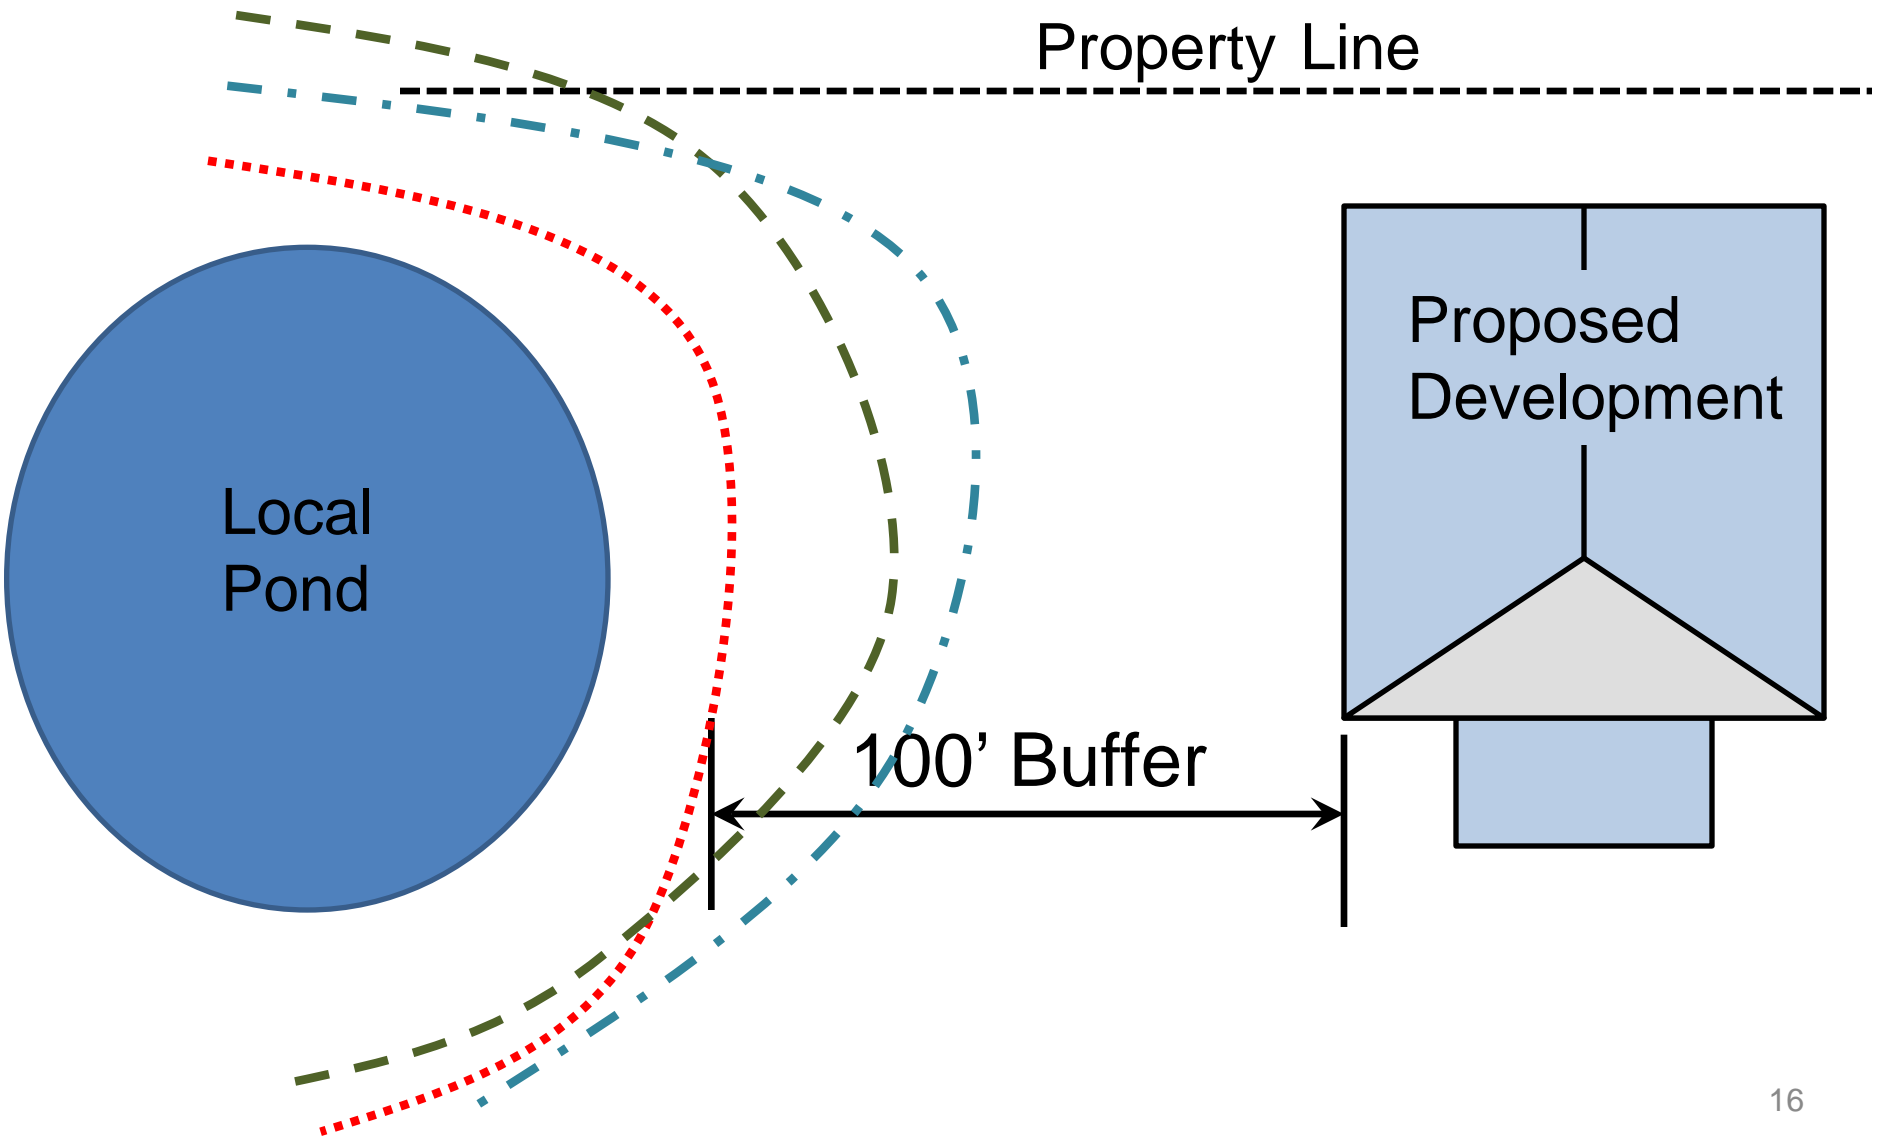 Property Line
Proposed
Development
Local
Pond
100’ Buffer
16